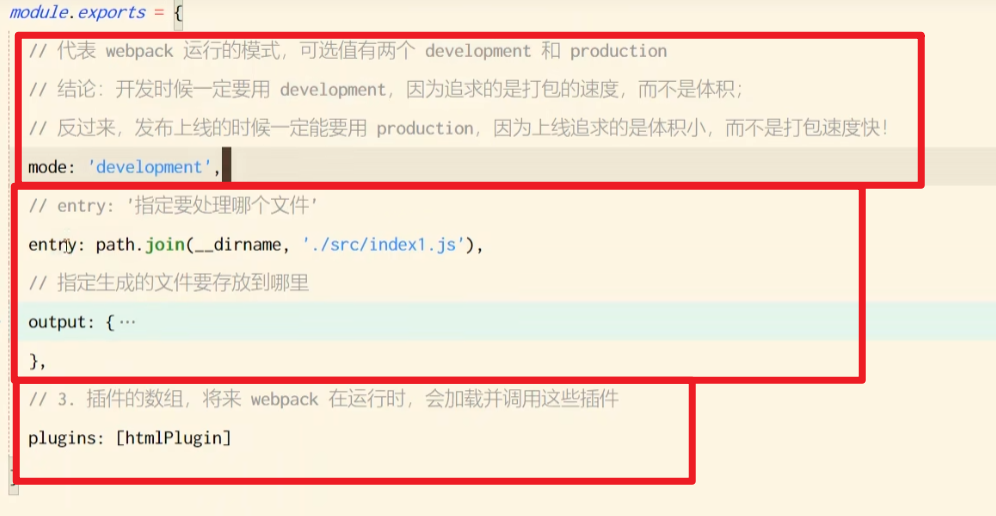 module.exports = {
// 代表 webpack 运行的模式，可选值有两个 development 和 production
// 结论：开发时候一定要用 development，因为追求的是打包的速度，而不是体积；
// 反过来，发布上线的时候一定能要用 production，因为上线追求的是体积小，而不是打包速度快！
mode: 'development',
// entry: '指定要处理哪个文件'
entry: path.join(__dirname, './src/index1.js'),
// 指定生成的文件要存放到哪里
output: {…
},
// 3. 插件的数组，将来 webpack 在运行时，会加载并调用这些插件
plugins: [htmlPlugin]
}